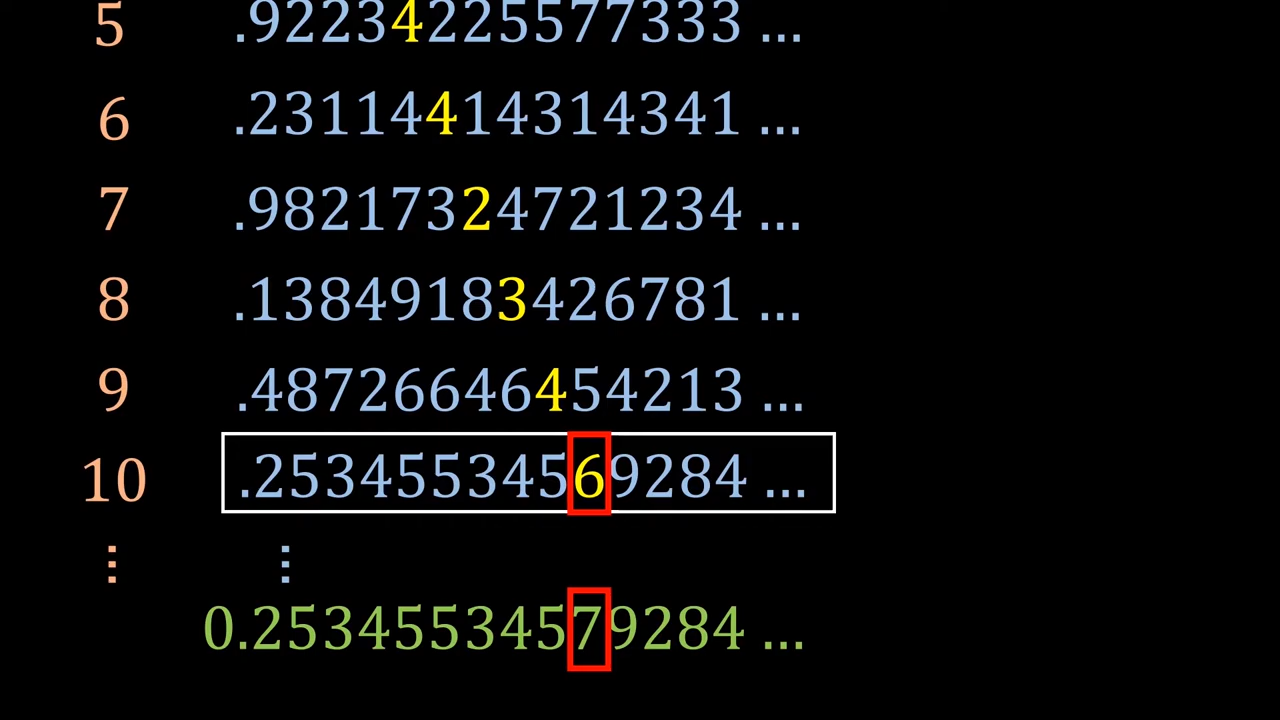 5 .92234225577333 ...
6 .23114414314341 ...
7 .98217324721234 ...
8 .13849183426781 ...
9 .48726646454213 ...
10 .25345534569284 ...
⋮ ⋮
0.25345534579284 ...